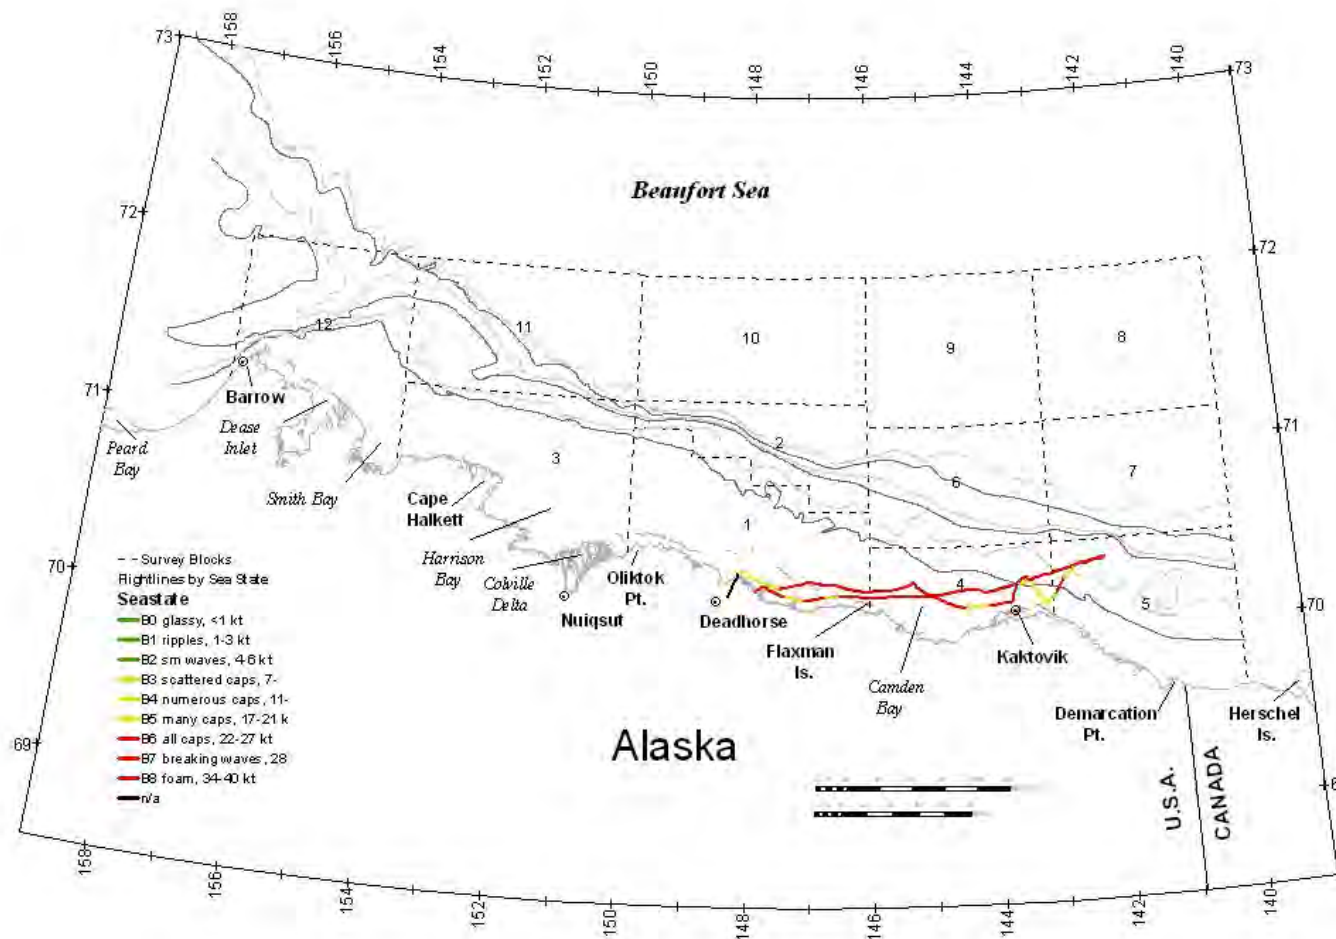 158
156
154
152
150
148
146
144
142
140
73
73
Beaufort Sea
72
72
12
11
10
9
8
71
71
Barrow
Peard
Bay
Dease
Inlet
Smith Bay
3
2
6
7
Cape
Halkett
1
Harrison
Bay
Colville
Delta
Oliktok
Pt.
Nuiqsut
4
5
70
70
Deadhorse
Flaxman
Is.
Kaktovik
Camden
Bay
Demarcation
Pt.
Herschel
Is.
Survey Blocks
Flightlines by Sea State
Seastate
B0 glassy, <1 kt
B1 ripples, 1-3 kt
B2 sm waves, 4-6 kt
B3 scattered caps, 7-
B4 numerous caps, 11-
B5 many caps, 17-21 k
B6 all caps, 22-27 kt
B7 breaking waves, 28
B8 foam, 34-40 kt
n/a
Alaska
U.S.A.
CANADA
69
6
158
156
154
152
150
148
146
144
142
140